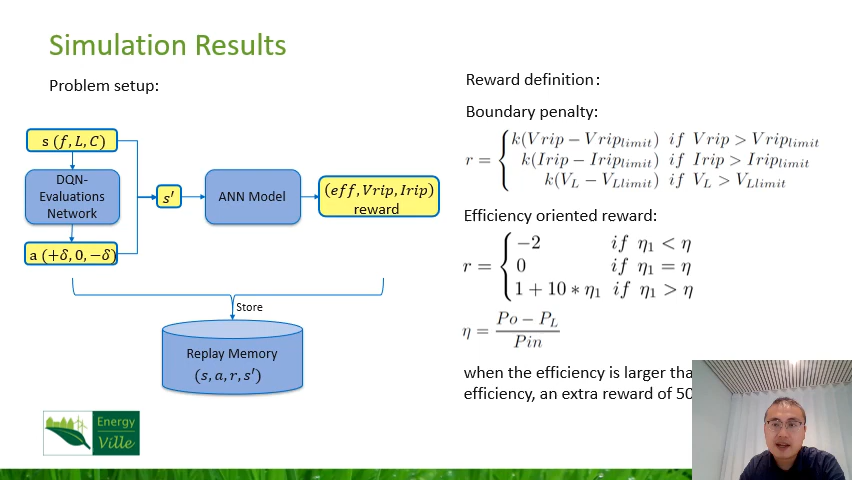 Simulation Results
Problem setup:
s (f, L, C)
DQN-
Evaluations
Network
a (+δ, 0, −δ)
s′
ANN Model
(eff, Vrip, Irip)
reward
Store
Replay Memory
(s, a, r, s′)
Energy
Ville
Reward definition:
Boundary penalty:
r = { k(Vrip − Vrip_limit) if Vrip > Vrip_limit
k(Irip − Irip_limit) if Irip > Irip_limit
k(V_L − V_Llimit) if V_L > V_Llimit
Efficiency oriented reward:
r = { −2 if η₁ < η
0 if η₁ = η
1 + 10 ∗ η₁ if η₁ > η
η = (Po − P_L) / Pin
when the efficiency is larger
efficiency, an extra reward of